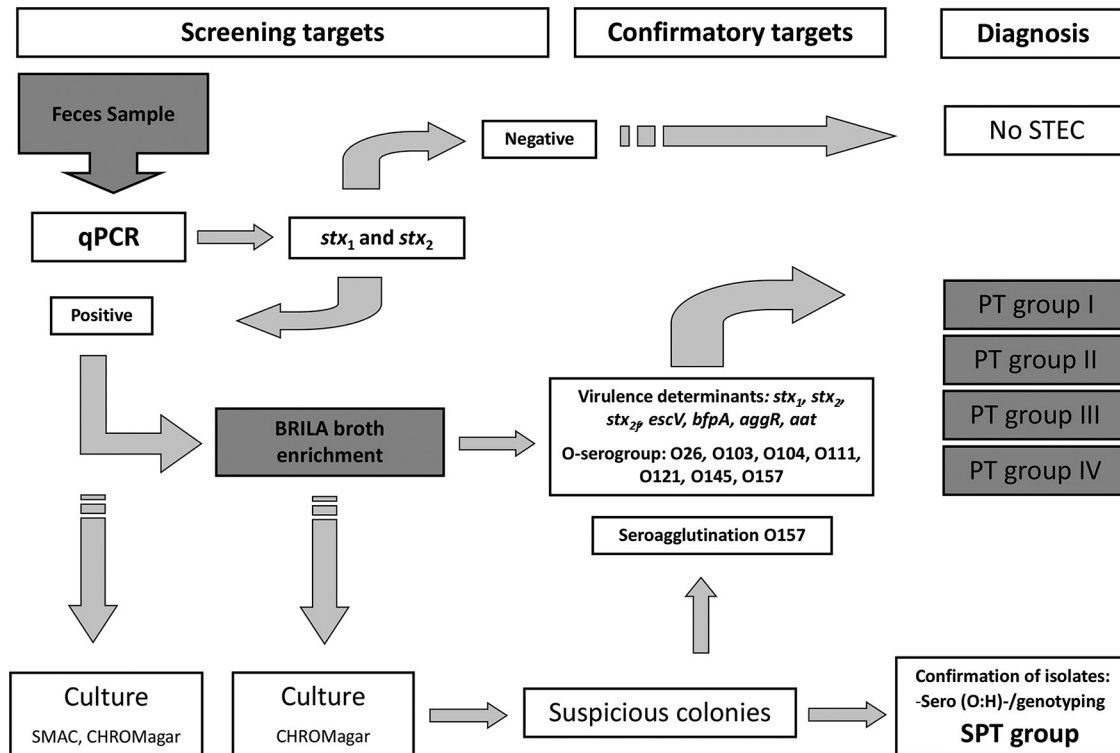 Screening targets
Confirmatory targets
Diagnosis
Feces Sample
Negative
No STEC
qPCR
stx1 and stx2
Positive
PT group I
PT group II
PT group III
PT group IV
BRILA broth
enrichment
Virulence determinants: stx1, stx2,
stx2f, escV, bfpA, aggR, aat
O-serogroup: O26, O103, O104, O111,
O121, O145, O157
Seroagglutination O157
Culture
SMAC, CHROMagar
Culture
CHROMagar
Suspicious colonies
Confirmation of isolates:
-Sero (O:H)-/genotyping
SPT group